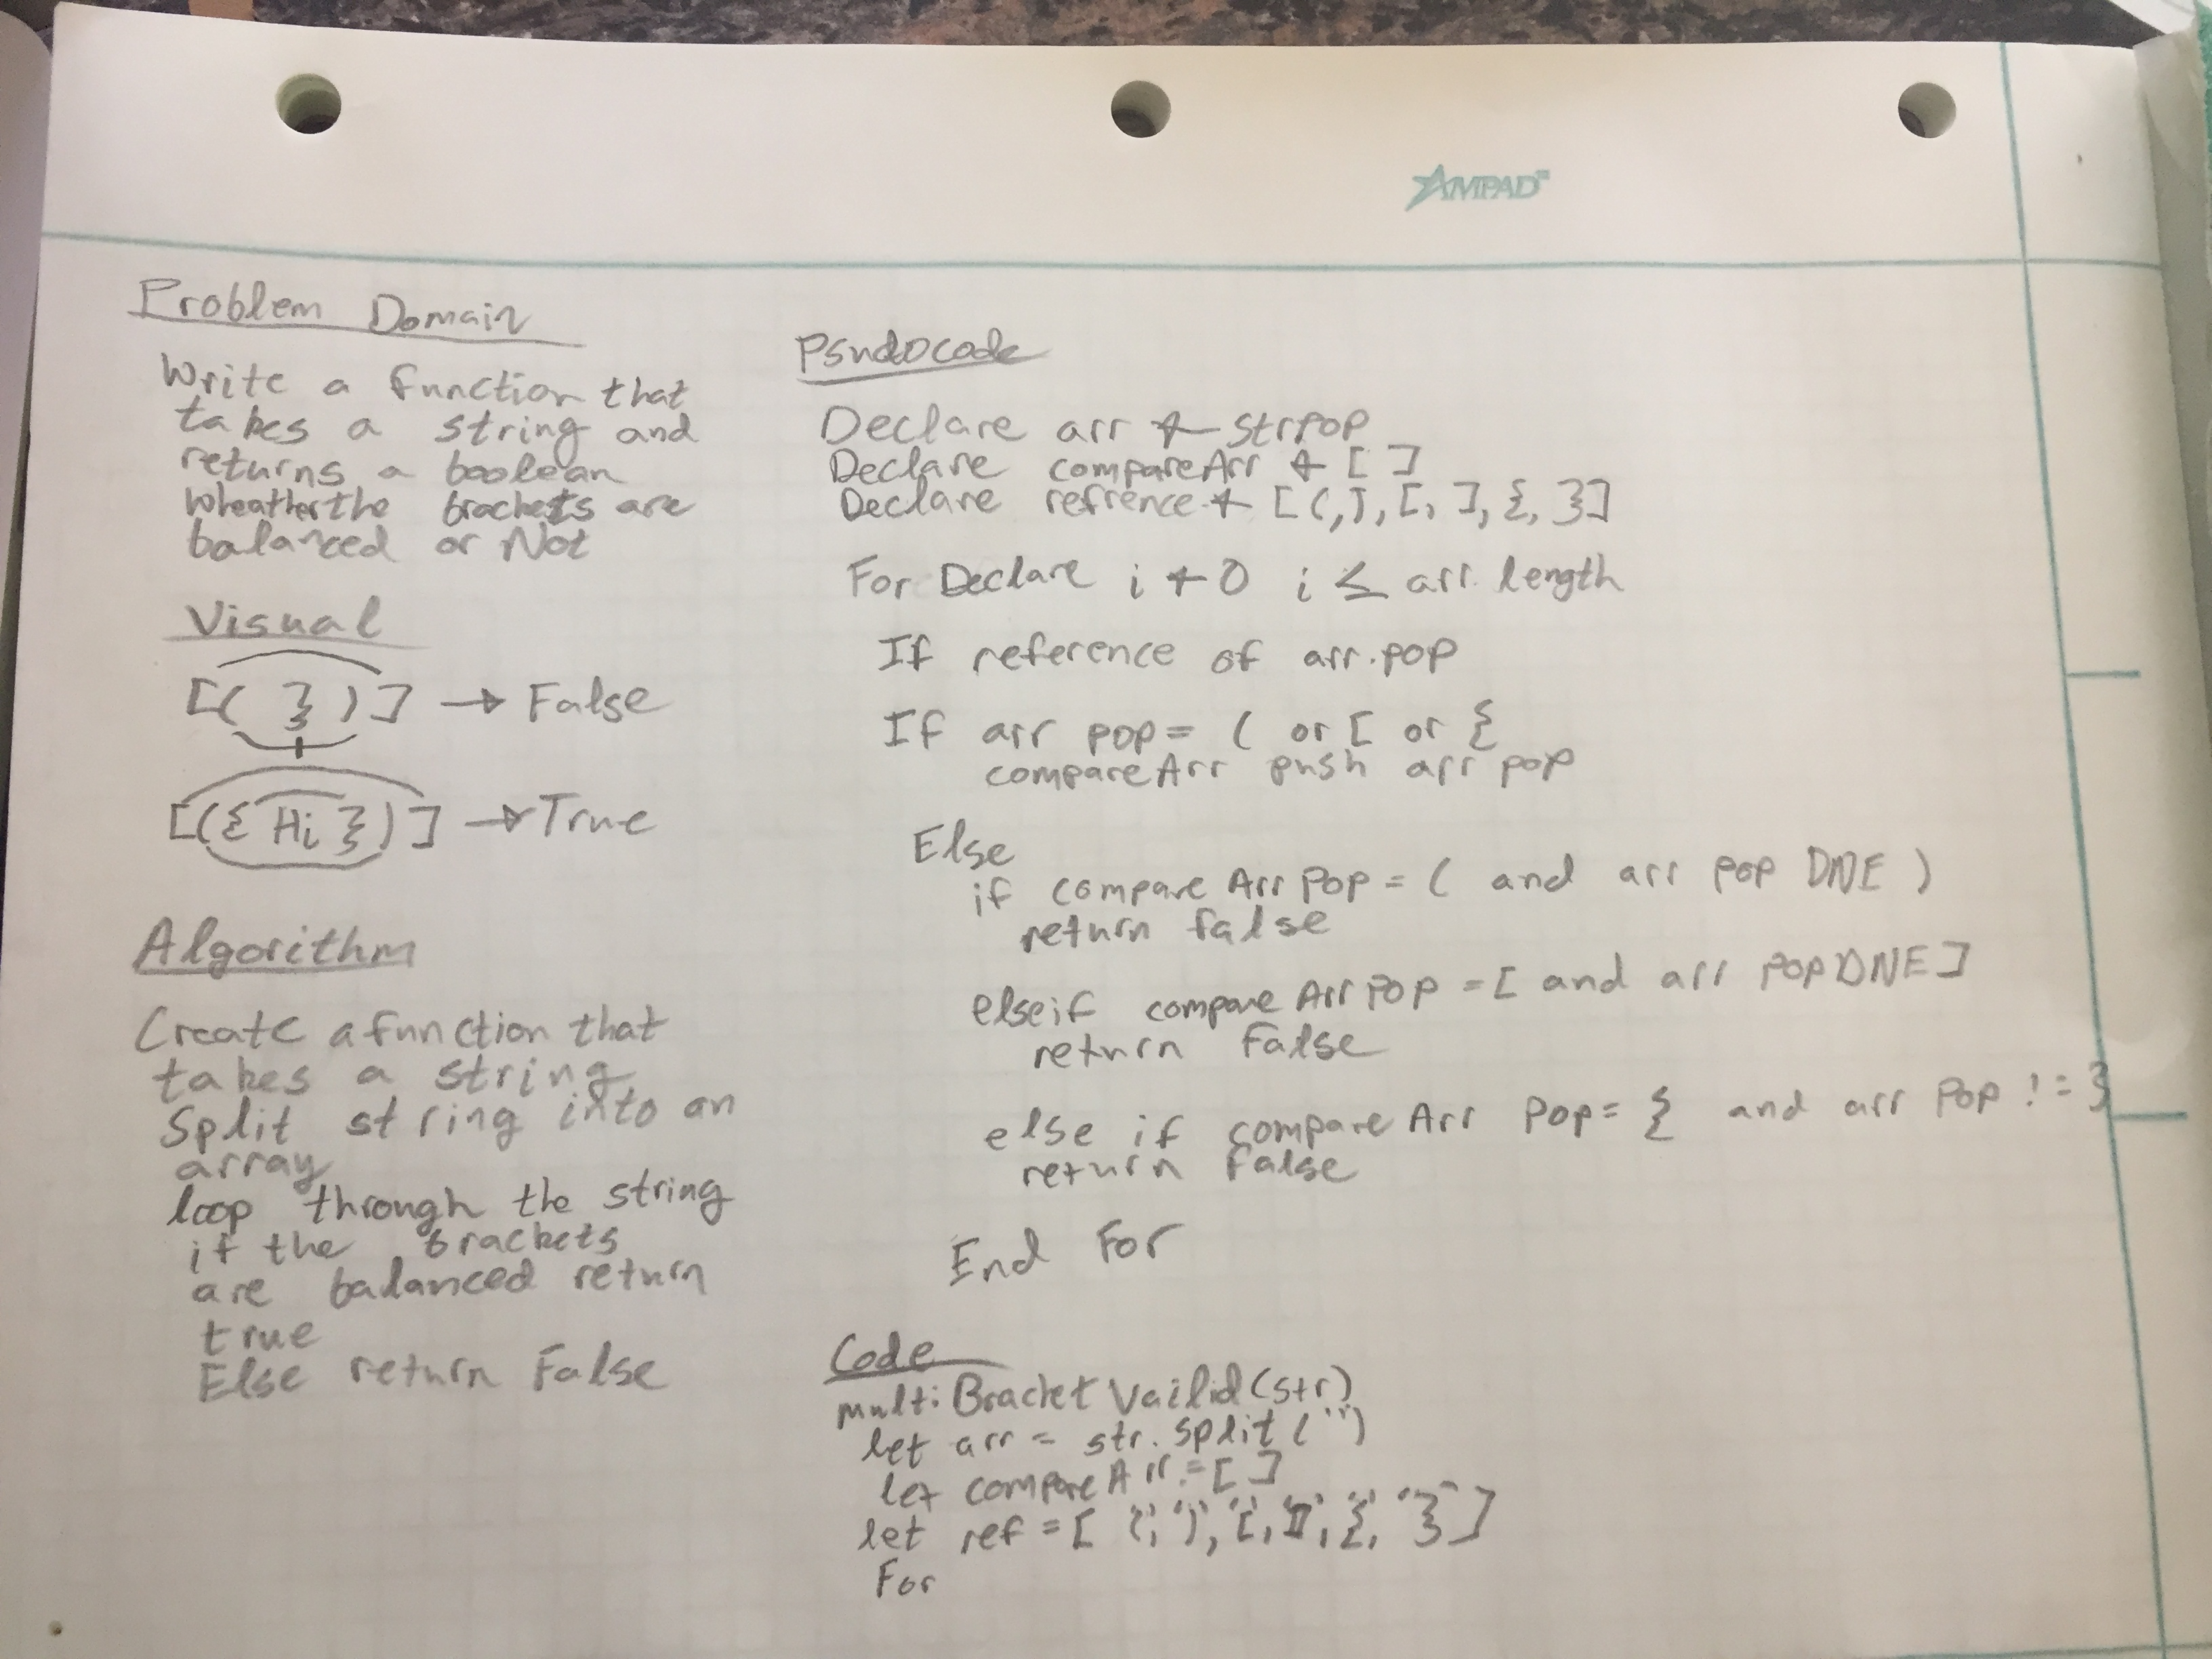 AMPAD
Problem Domain
Write a function that
takes a string and
returns a boolean
Wheather the brackets are
balanced or Not
Visual
[( } )] → False
[({ Hi })] → True
Algorithm
Create a function that
takes a string
Split string into an
array
loop through the string
if the brackets
are balanced return
true
Else return False
Psudocode
Declare arr ←
Declare compareArr ← [ ]
Declare refrence ← [ (,), [, ], {, }]
For Declare i ← 0 i ≤ arr. length
If reference of arr.pop
If arr pop = ( or [ or {
compareArr push arr pop
Else
if compare Arr Pop = ( and arr pop DNE )
return false
elseif compare Arr pop = [ and arr pop DNE ]
return False
else if compare Arr Pop = { and arr Pop != }
return false
End For
Code
multiBracketVailid(str)
let arr = str.split('')
let compareArr = [ ]
let ref = [ '(', ')', '[', ']', '{', '}' ]
For